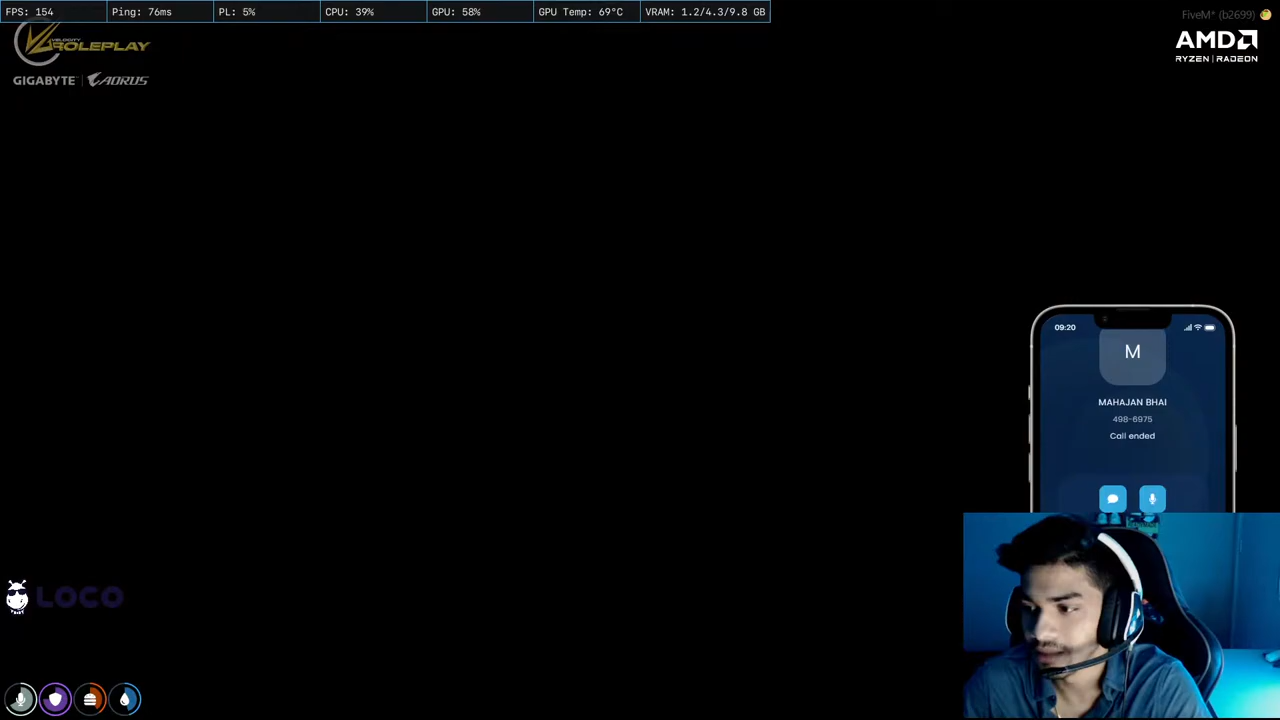 FPS: 154 Ping: 76ms PL: 5% CPU: 39% GPU: 58% GPU Temp: 69°C VRAM: 1.2/4.3/9.8 GB
FiveM* (b2699)
VELOCITY
ROLEPLAY
GIGABYTE | AORUS
AMD
RYZEN | RADEON
09:20
M
MAHAJAN BHAI
498-6975
Call ended
LOCO